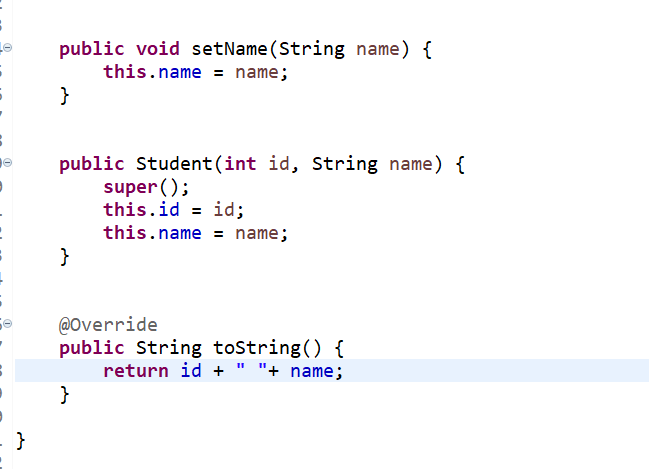 public void setName(String name) {
this.name = name;
}
public Student(int id, String name) {
super();
this.id = id;
this.name = name;
}
@Override
public String toString() {
return id + " "+ name;
}
}